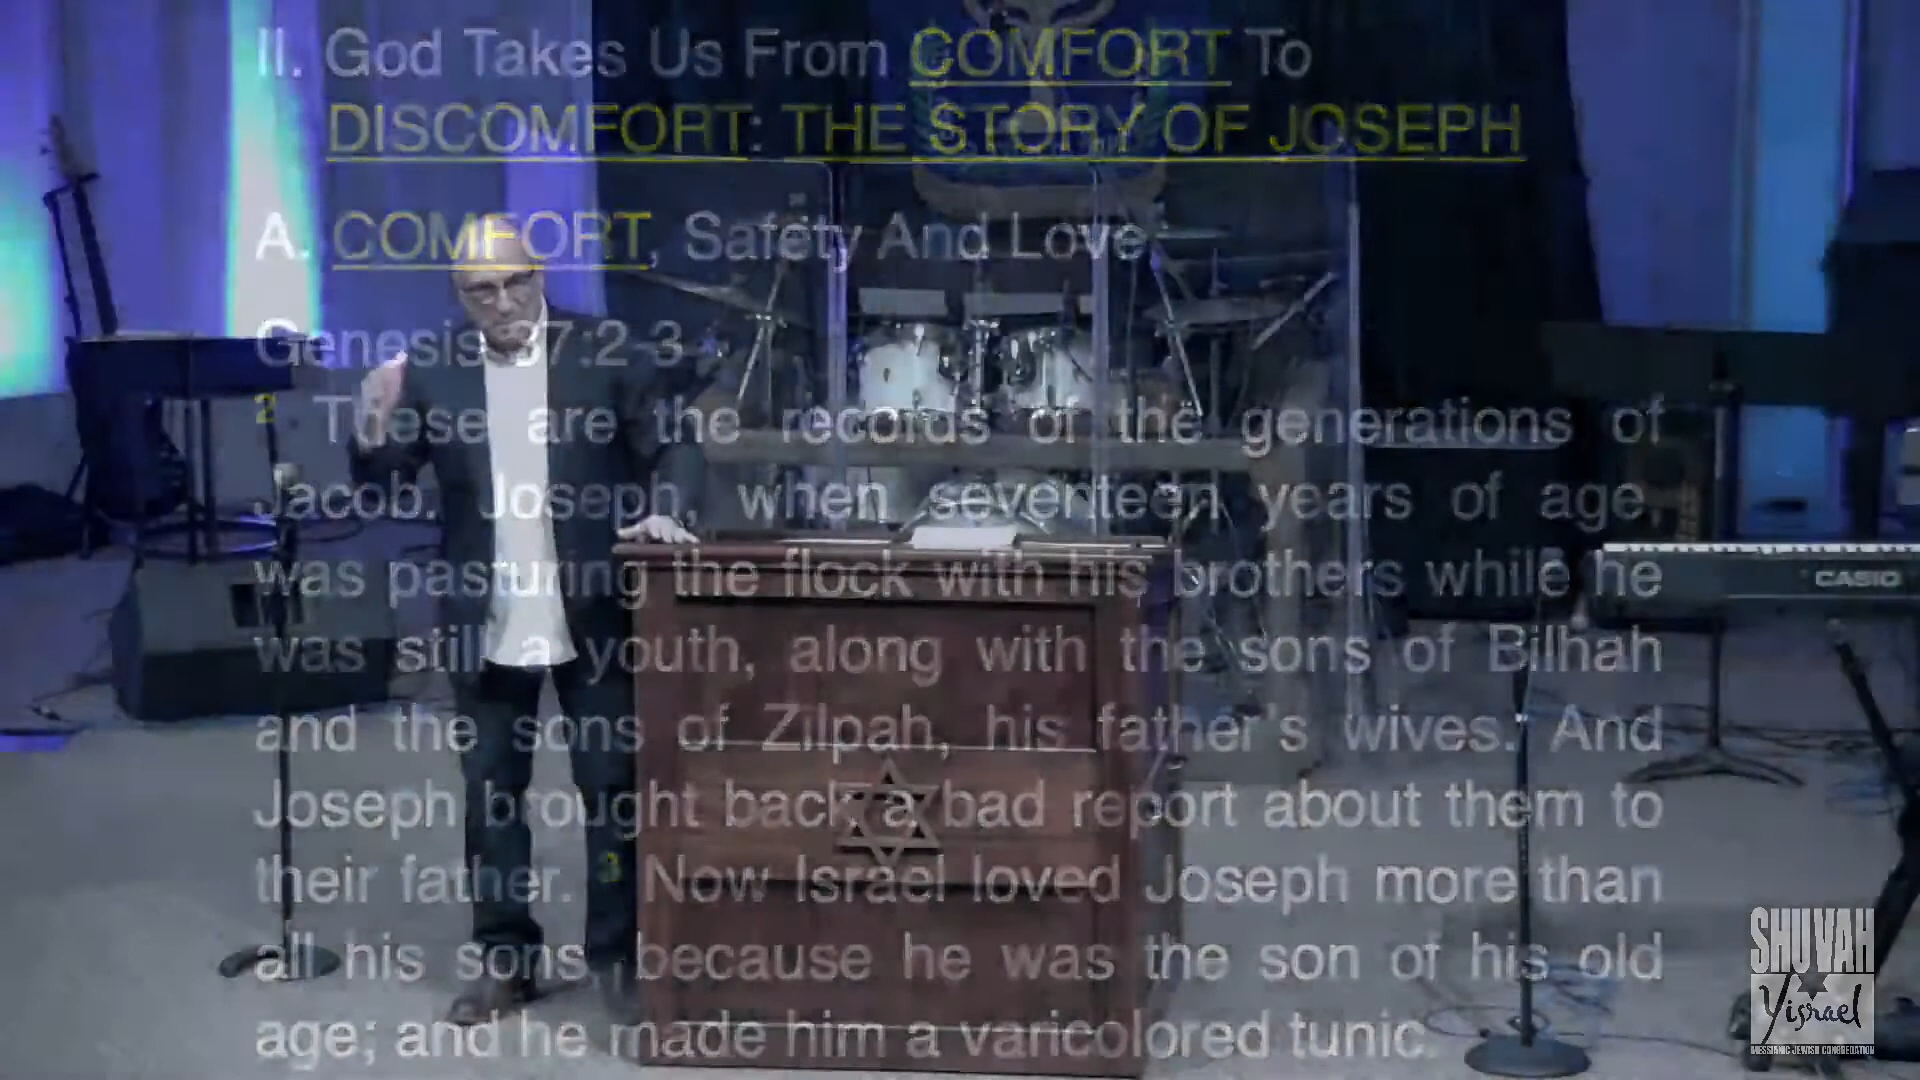 II. God Takes Us From COMFORT To
DISCOMFORT: THE STORY OF JOSEPH
A. COMFORT, Safety And Love
Genesis 37:2-3
2 These are the records of the generations of
Jacob. Joseph, when seventeen years of age,
was pasturing the flock with his brothers while he
was still a youth, along with the sons of Bilhah
and the sons of Zilpah, his father's wives. And
Joseph brought back a bad report about them to
their father. 3 Now Israel loved Joseph more than
all his sons, because he was the son of his old
age; and he made him a varicolored tunic.
CASIO
SHUVAH
Yisrael
MESSIANIC JEWISH CONGREGATION